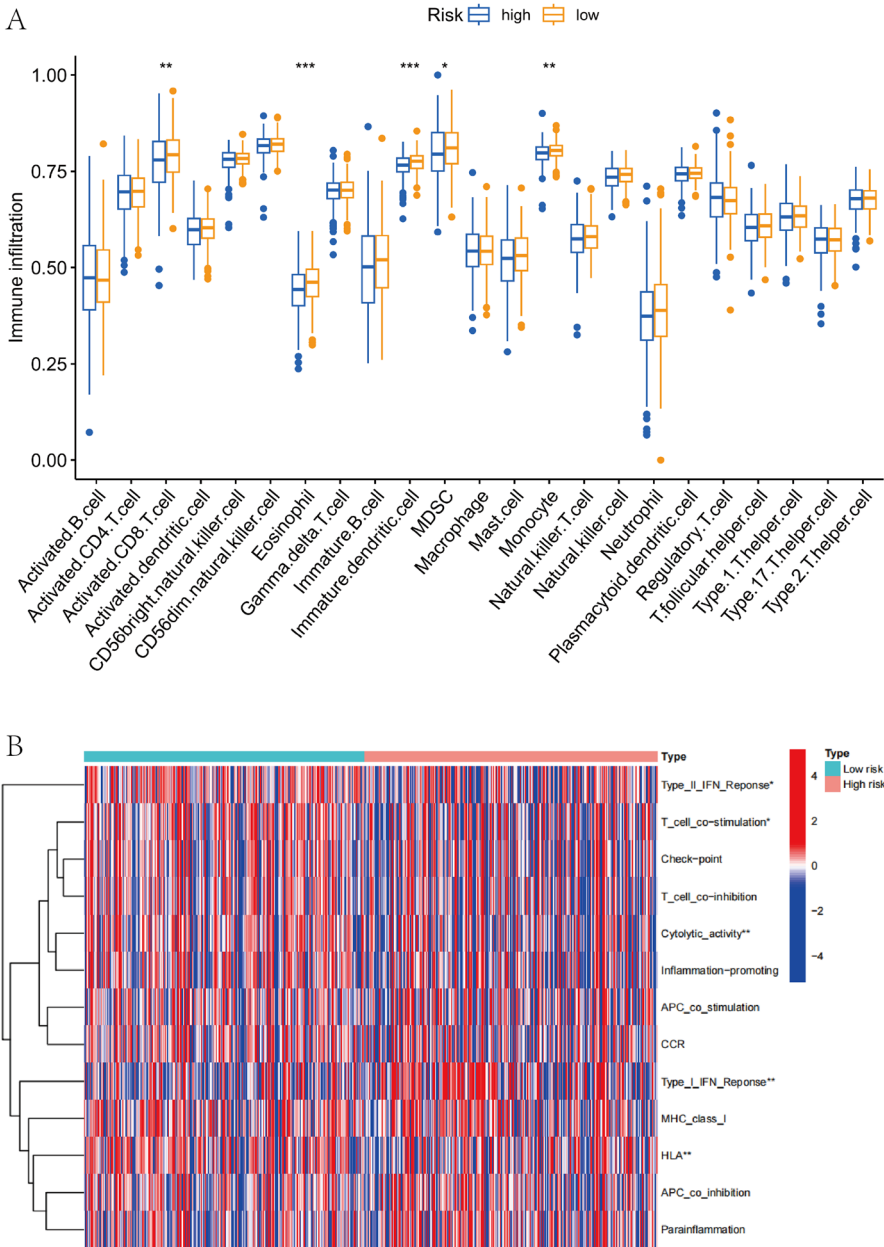 A
Risk high low
** *** *** * **
Immune infiltration
1.00
0.75
0.50
0.25
0.00
Activated.B.cell
Activated.CD4.T.cell
Activated.CD8.T.cell
Activated.dendritic.cell
CD56bright.natural.killer.cell
CD56dim.natural.killer.cell
Eosinophil
Gamma.delta.T.cell
Immature.B.cell
Immature.dendritic.cell
MDSC
Macrophage
Mast.cell
Monocyte
Natural.killer.T.cell
Natural.killer.cell
Neutrophil
Plasmacytoid.dendritic.cell
Regulatory.T.cell
T.follicular.helper.cell
Type.1.T.helper.cell
Type.17.T.helper.cell
Type.2.T.helper.cell
B
Type
Type_II_IFN_Reponse*
T_cell_co-stimulation*
Check-point
T_cell_co-inhibition
Cytolytic_activity**
Inflammation-promoting
APC_co_stimulation
CCR
Type_I_IFN_Reponse**
MHC_class_I
HLA**
APC_co_inhibition
Parainflammation
4
2
0
−2
−4
Type
Low risk
High risk